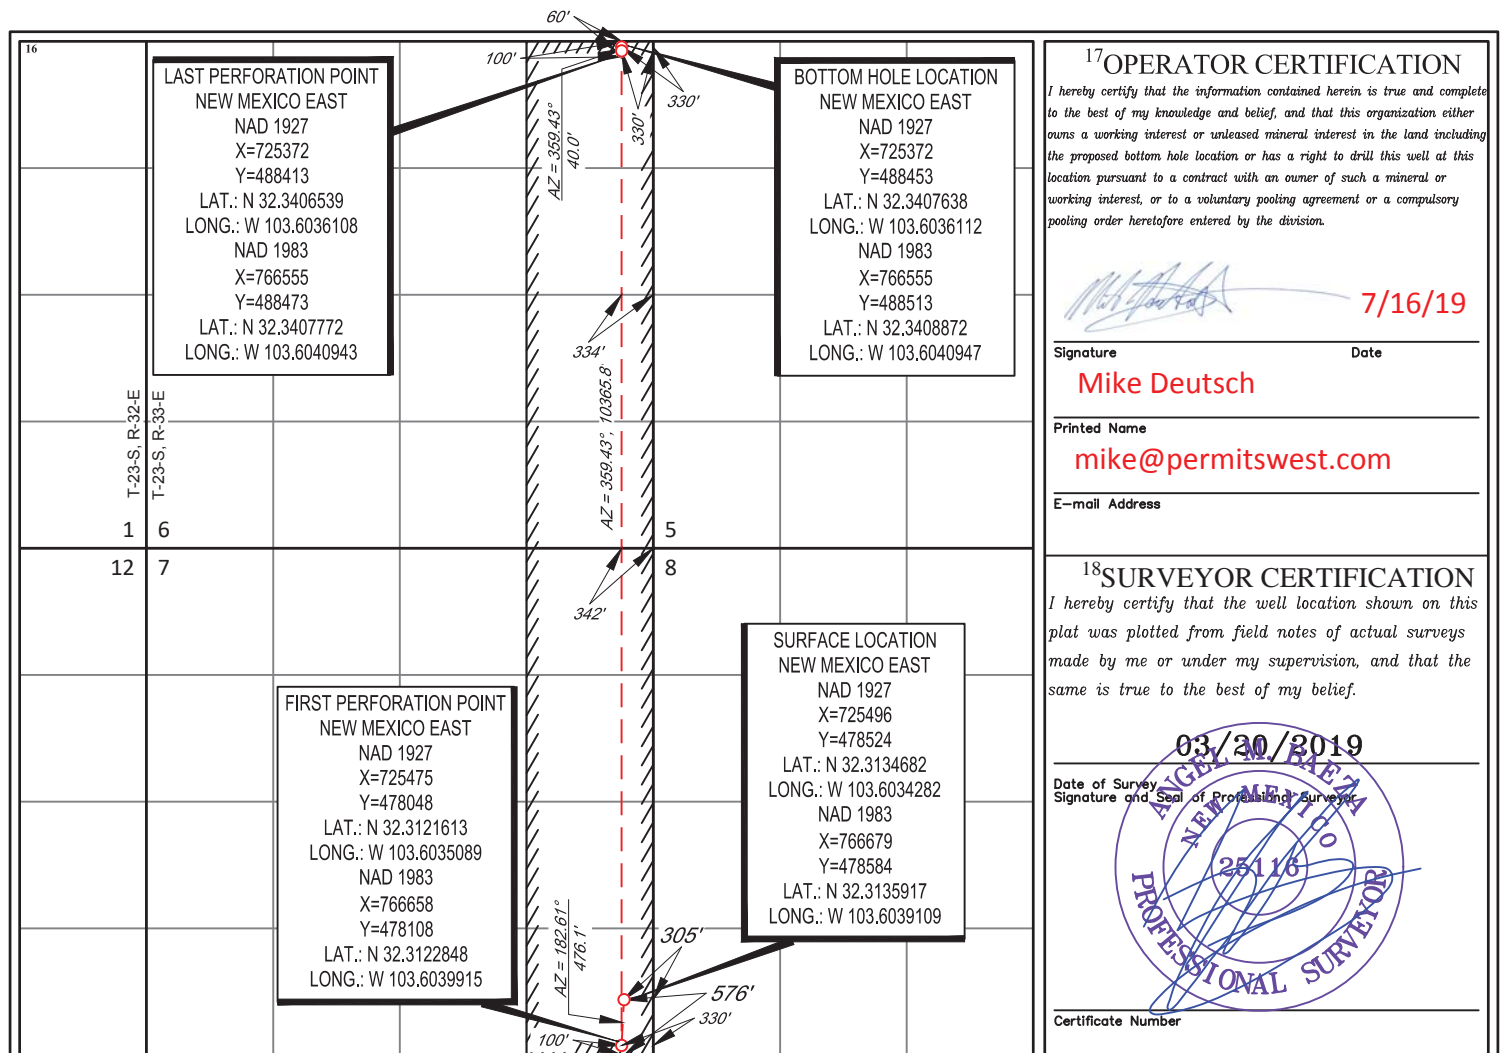 60'
16
100'
330'
330'
AZ = 359.43°
40.0'
LAST PERFORATION POINT
NEW MEXICO EAST
NAD 1927
X=725372
Y=488413
LAT.: N 32.3406539
LONG.: W 103.6036108
NAD 1983
X=766555
Y=488473
LAT.: N 32.3407772
LONG.: W 103.6040943
BOTTOM HOLE LOCATION
NEW MEXICO EAST
NAD 1927
X=725372
Y=488453
LAT.: N 32.3407638
LONG.: W 103.6036112
NAD 1983
X=766555
Y=488513
LAT.: N 32.3408872
LONG.: W 103.6040947
334'
AZ = 359.43°, 10365.8'
T-23-S, R-32-E
T-23-S, R-33-E
1 6 5
12 7 8
342'
FIRST PERFORATION POINT
NEW MEXICO EAST
NAD 1927
X=725475
Y=478048
LAT.: N 32.3121613
LONG.: W 103.6035089
NAD 1983
X=766658
Y=478108
LAT.: N 32.3122848
LONG.: W 103.6039915
SURFACE LOCATION
NEW MEXICO EAST
NAD 1927
X=725496
Y=478524
LAT.: N 32.3134682
LONG.: W 103.6034282
NAD 1983
X=766679
Y=478584
LAT.: N 32.3135917
LONG.: W 103.6039109
AZ = 182.61°
476.1'
305'
576'
330'
100'
17OPERATOR CERTIFICATION
I hereby certify that the information contained herein is true and complete
to the best of my knowledge and belief, and that this organization either
owns a working interest or unleased mineral interest in the land including
the proposed bottom hole location or has a right to drill this well at this
location pursuant to a contract with an owner of such a mineral or
working interest, or to a voluntary pooling agreement or a compulsory
pooling order heretofore entered by the division.
7/16/19
Signature Date
Mike Deutsch
Printed Name
mike@permitswest.com
E-mail Address
18SURVEYOR CERTIFICATION
I hereby certify that the well location shown on this
plat was plotted from field notes of actual surveys
made by me or under my supervision, and that the
same is true to the best of my belief.
03/20/2019
Date of Survey
Signature and Seal of Professional Surveyor
ANGEL M. BAEZA
NEW MEXICO
25116
PROFESSIONAL SURVEYOR
Certificate Number